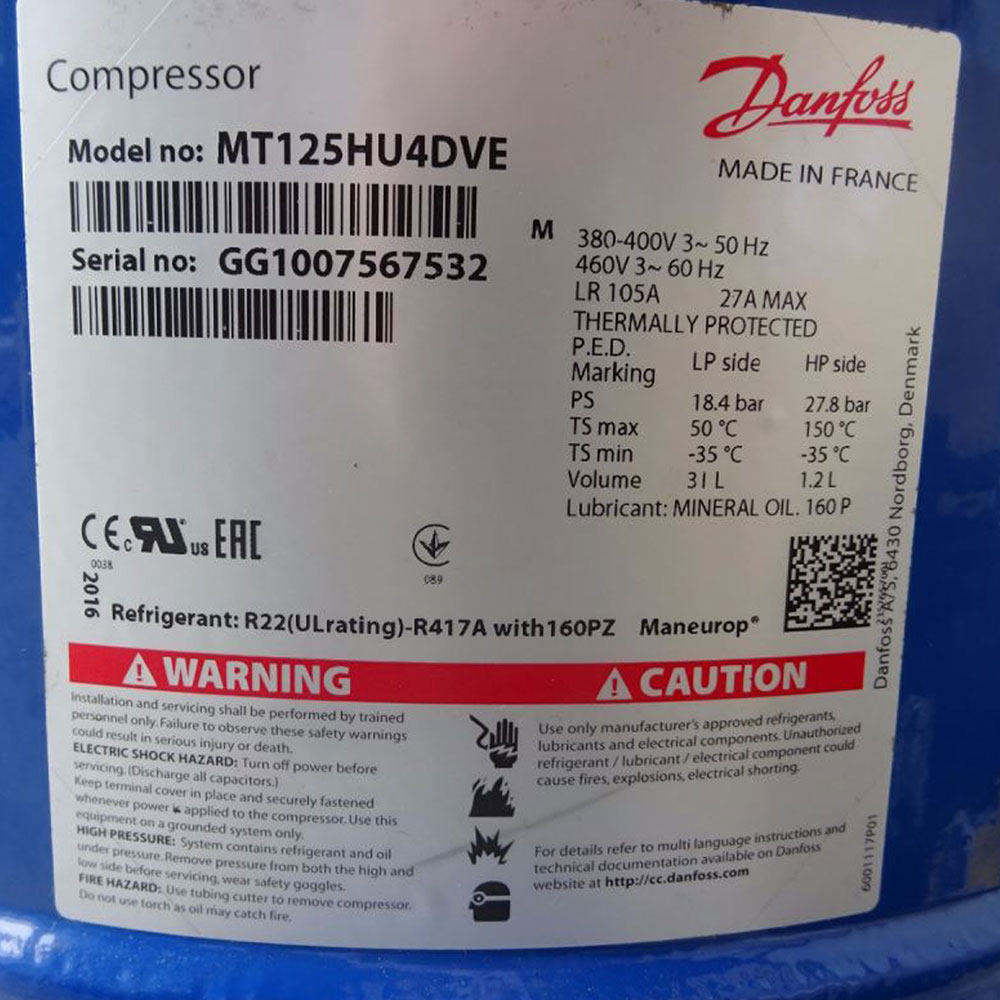 Compressor
Danfoss
MADE IN FRANCE
Model no: MT125HU4DVE
Serial no: GG1007567532
M 380-400V 3~ 50 Hz
460V 3~ 60 Hz
LR 105A 27A MAX
THERMALLY PROTECTED
P.E.D.
Marking LP side HP side
PS 18.4 bar 27.8 bar
TS max 50 °C 150 °C
TS min -35 °C -35 °C
Volume 31 L 1.2 L
Lubricant: MINERAL OIL. 160 P
Danfoss A/S, 6430 Nordborg, Denmark
CE c RU us EAC
0038
089
2016
Refrigerant: R22(ULrating)-R417A with160PZ Maneurop®
WARNING
Installation and servicing shall be performed by trained
personnel only. Failure to observe these safety warnings
could result in serious injury or death.
ELECTRIC SHOCK HAZARD: Turn off power before
servicing. (Discharge all capacitors.)
Keep terminal cover in place and securely fastened
whenever power is applied to the compressor. Use this
equipment on a grounded system only.
HIGH PRESSURE: System contains refrigerant and oil
under pressure. Remove pressure from both the high and
low side before servicing, wear safety goggles.
FIRE HAZARD: Use tubing cutter to remove compressor.
Do not use torch as oil may catch fire.
CAUTION
Use only manufacturer's approved refrigerants,
lubricants and electrical components. Unauthorized
refrigerant / lubricant / electrical component could
cause fires, explosions, electrical shorting.
For details refer to multi language instructions and
technical documentation available on Danfoss
website at http://cc.danfoss.com
6001117P01